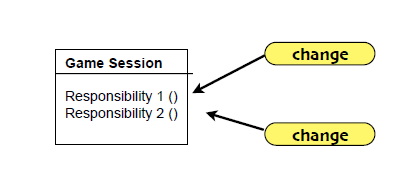 Game Session
change
Responsibility 1 ()
Responsibility 2 ()
change